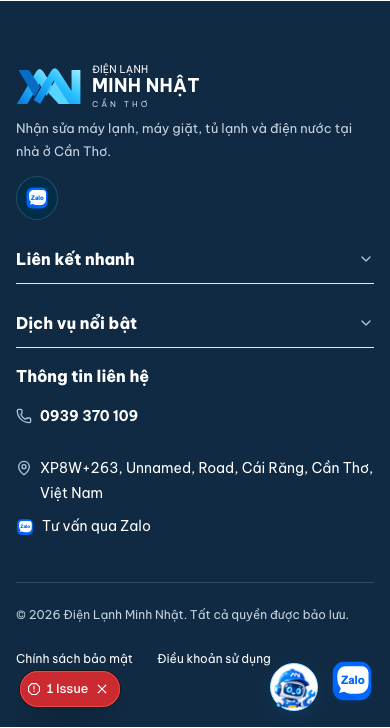 ĐIỆN LẠNH
MINH NHẬT
CẦN THƠ
Nhận sửa máy lạnh, máy giặt, tủ lạnh và điện nước tại
nhà ở Cần Thơ.
Zalo
Liên kết nhanh
Dịch vụ nổi bật
Thông tin liên hệ
0939 370 109
XP8W+263, Unnamed, Road, Cái Răng, Cần Thơ,
Việt Nam
Zalo Tư vấn qua Zalo
© 2026 Điện Lạnh Minh Nhật. Tất cả quyền được bảo lưu.
Chính sách bảo mật Điều khoản sử dụng
1 Issue
Zalo